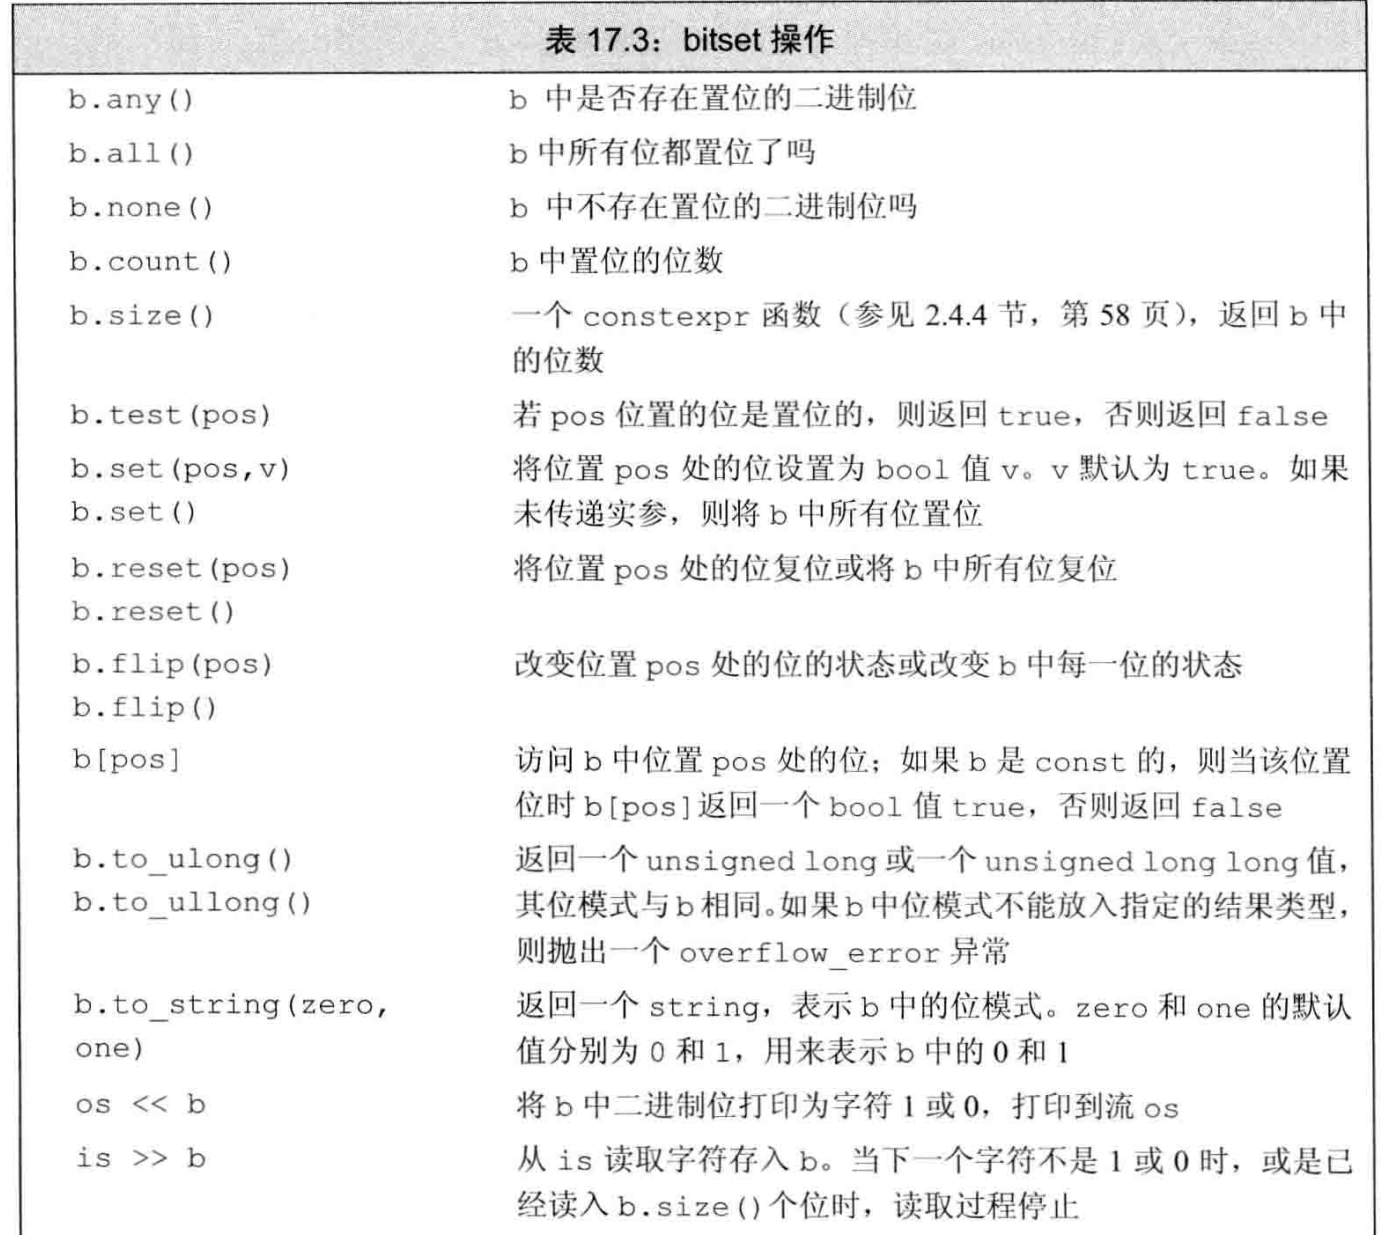 表 17.3：bitset 操作
b.any() b 中是否存在置位的二进制位
b.all() b 中所有位都置位了吗
b.none() b 中不存在置位的二进制位吗
b.count() b 中置位的位数
b.size() 一个 constexpr 函数（参见 2.4.4 节，第 58 页），返回 b 中
的位数
b.test(pos) 若 pos 位置的位是置位的，则返回 true，否则返回 false
b.set(pos,v) 将位置 pos 处的位设置为 bool 值 v。v 默认为 true。如果
b.set() 未传递实参，则将 b 中所有位置位
b.reset(pos) 将位置 pos 处的位复位或将 b 中所有位复位
b.reset()
b.flip(pos) 改变位置 pos 处的位的状态或改变 b 中每一位的状态
b.flip()
b[pos] 访问 b 中位置 pos 处的位；如果 b 是 const 的，则当该位置
位时 b[pos]返回一个 bool 值 true，否则返回 false
b.to_ulong() 返回一个 unsigned long 或一个 unsigned long long 值，
b.to_ullong() 其位模式与 b 相同。如果 b 中位模式不能放入指定的结果类型，
则抛出一个 overflow_error 异常
b.to_string(zero, 返回一个 string，表示 b 中的位模式。zero 和 one 的默认
one) 值分别为 0 和 1，用来表示 b 中的 0 和 1
os << b 将 b 中二进制位打印为字符 1 或 0，打印到流 os
is >> b 从 is 读取字符存入 b。当下一个字符不是 1 或 0 时，或是已
经读入 b.size()个位时，读取过程停止